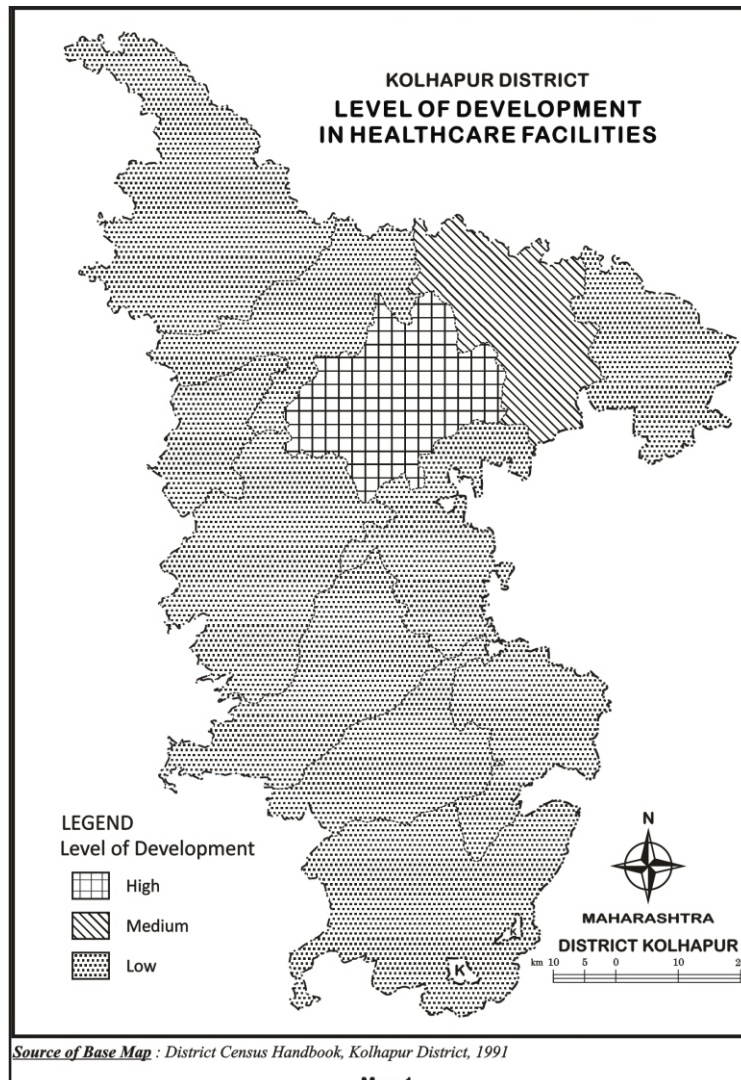 KOLHAPUR DISTRICT
LEVEL OF DEVELOPMENT
IN HEALTHCARE FACILITIES
LEGEND
Level of Development
High
Medium
Low
K
N
MAHARASHTRA
DISTRICT KOLHAPUR
km 10 5 0 10
Source of Base Map : District Census Handbook, Kolhapur District, 1991